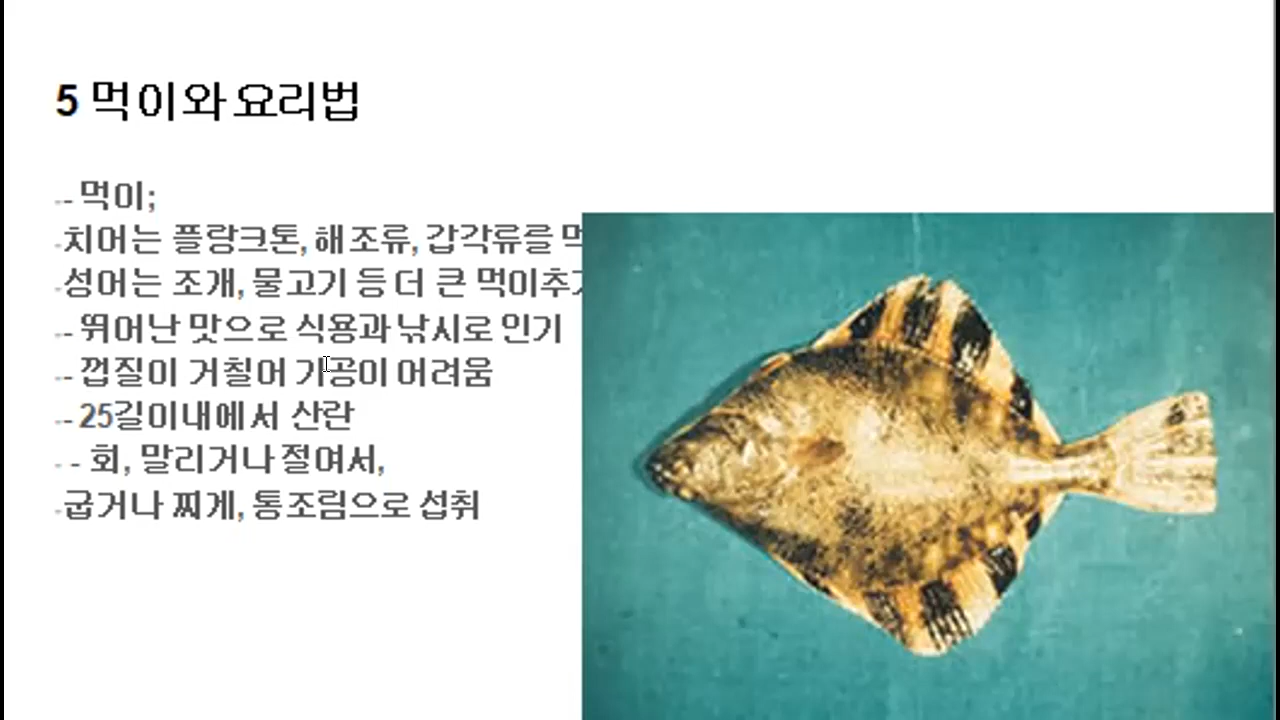 5 먹이와 요리법
-- 먹이;
-치어는 플랑크톤, 해조류, 갑각류를
-성어는 조개, 물고기 등 더 큰
-- 뛰어난 맛으로 식용과 낚시로 인기
-- 껍질이 거칠어 기공이 어려움
-- 25길이내에서 산란
-- 회, 말리거나 절여서,
-굽거나 찌게, 통조림으로 섭취